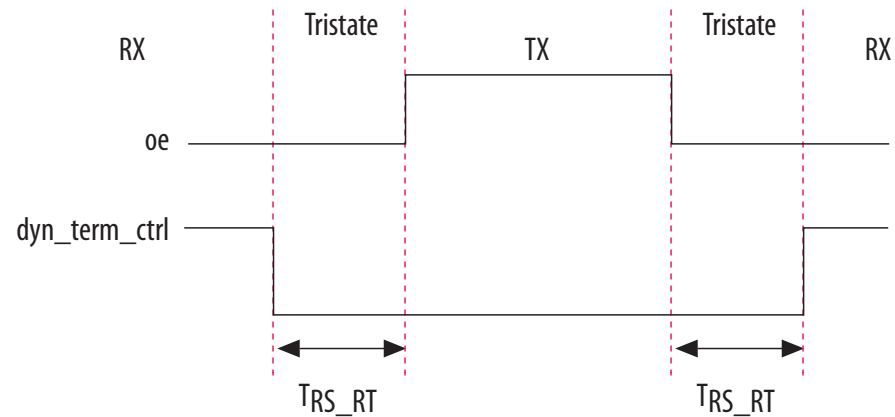 Tristate
Tristate
RX
TX
RX
oe
dyn_term_ctrl
TRS_RT
TRS_RT